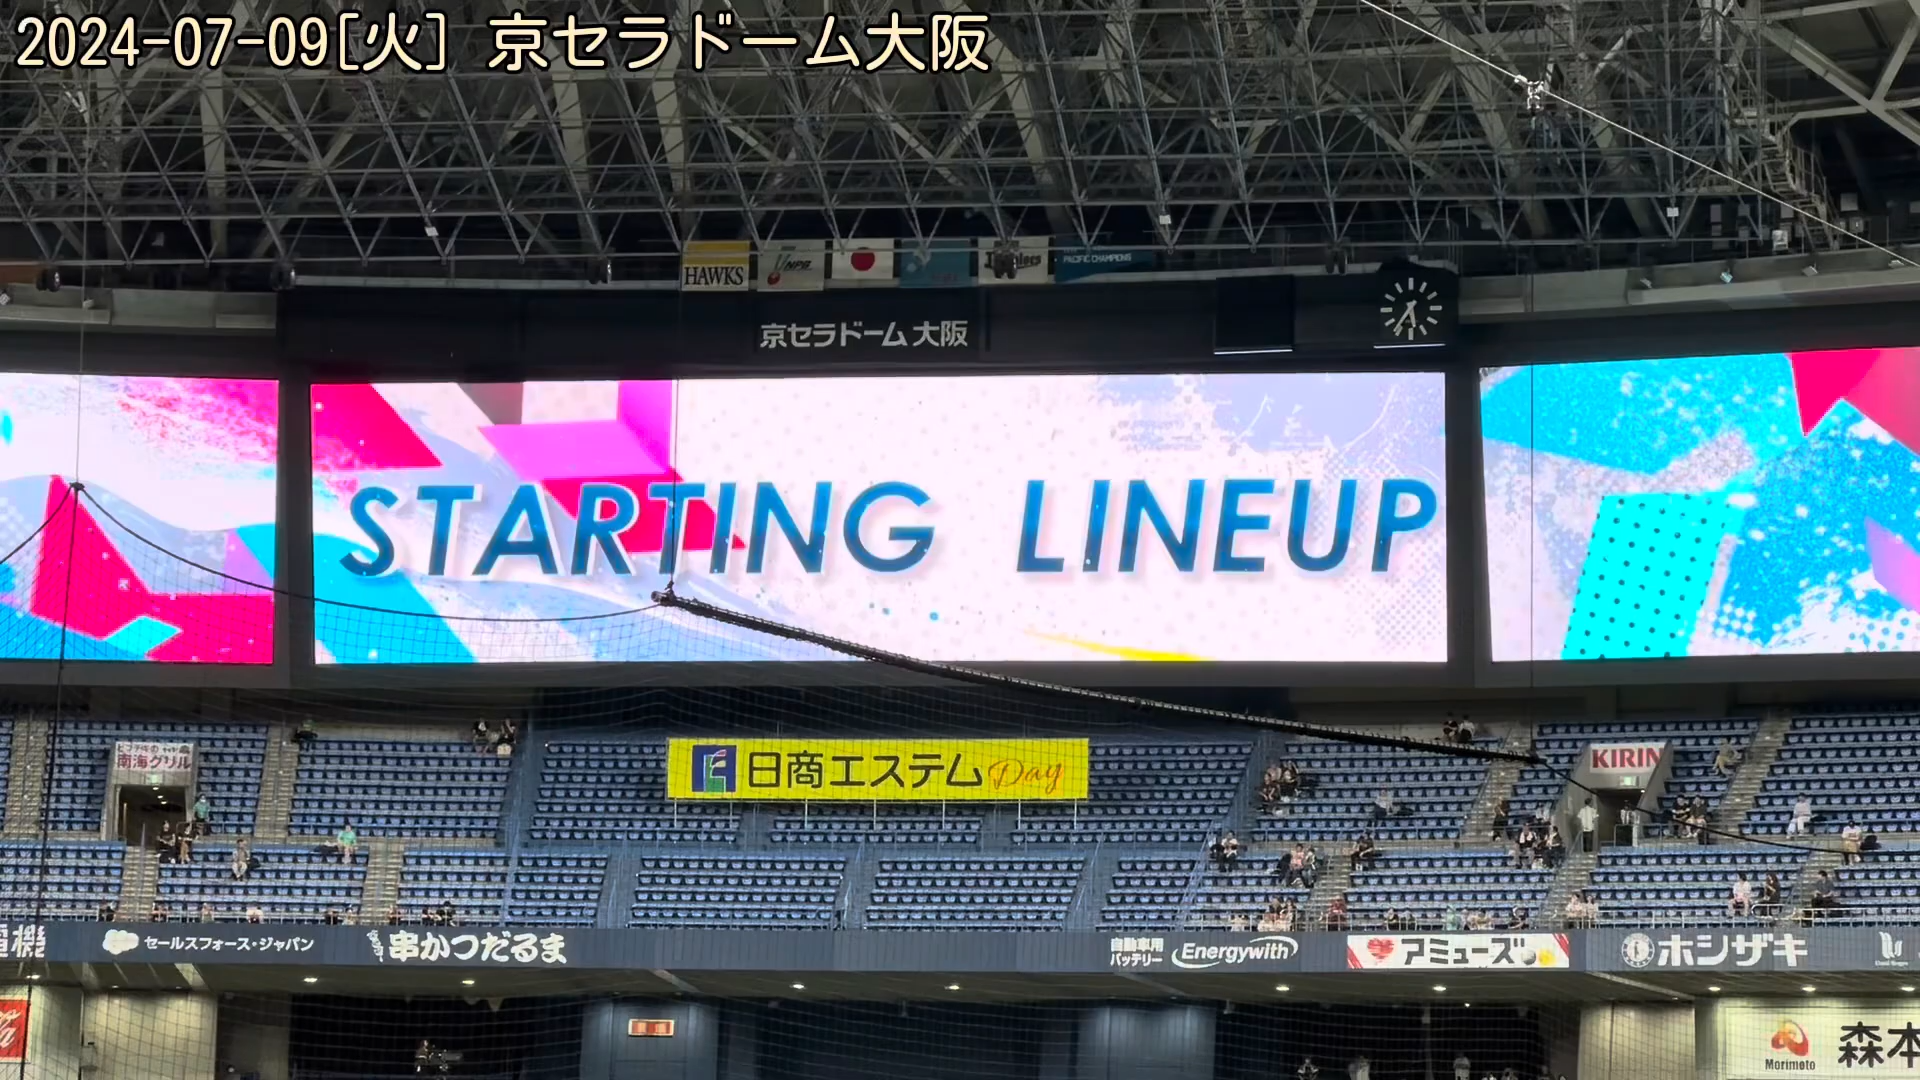 2024-07-09[火] 京セラドーム大阪
HAWKS
NPB
PACIFIC CHAMPIONS
京セラドーム大阪
STARTING LINEUP
南海グリル
日商エステム Day
KIRIN
セールスフォース・ジャパン
串かつだるま
自動車用
バッテリー
Energywith
アミューズ
ホシザキ
Morimoto
森本